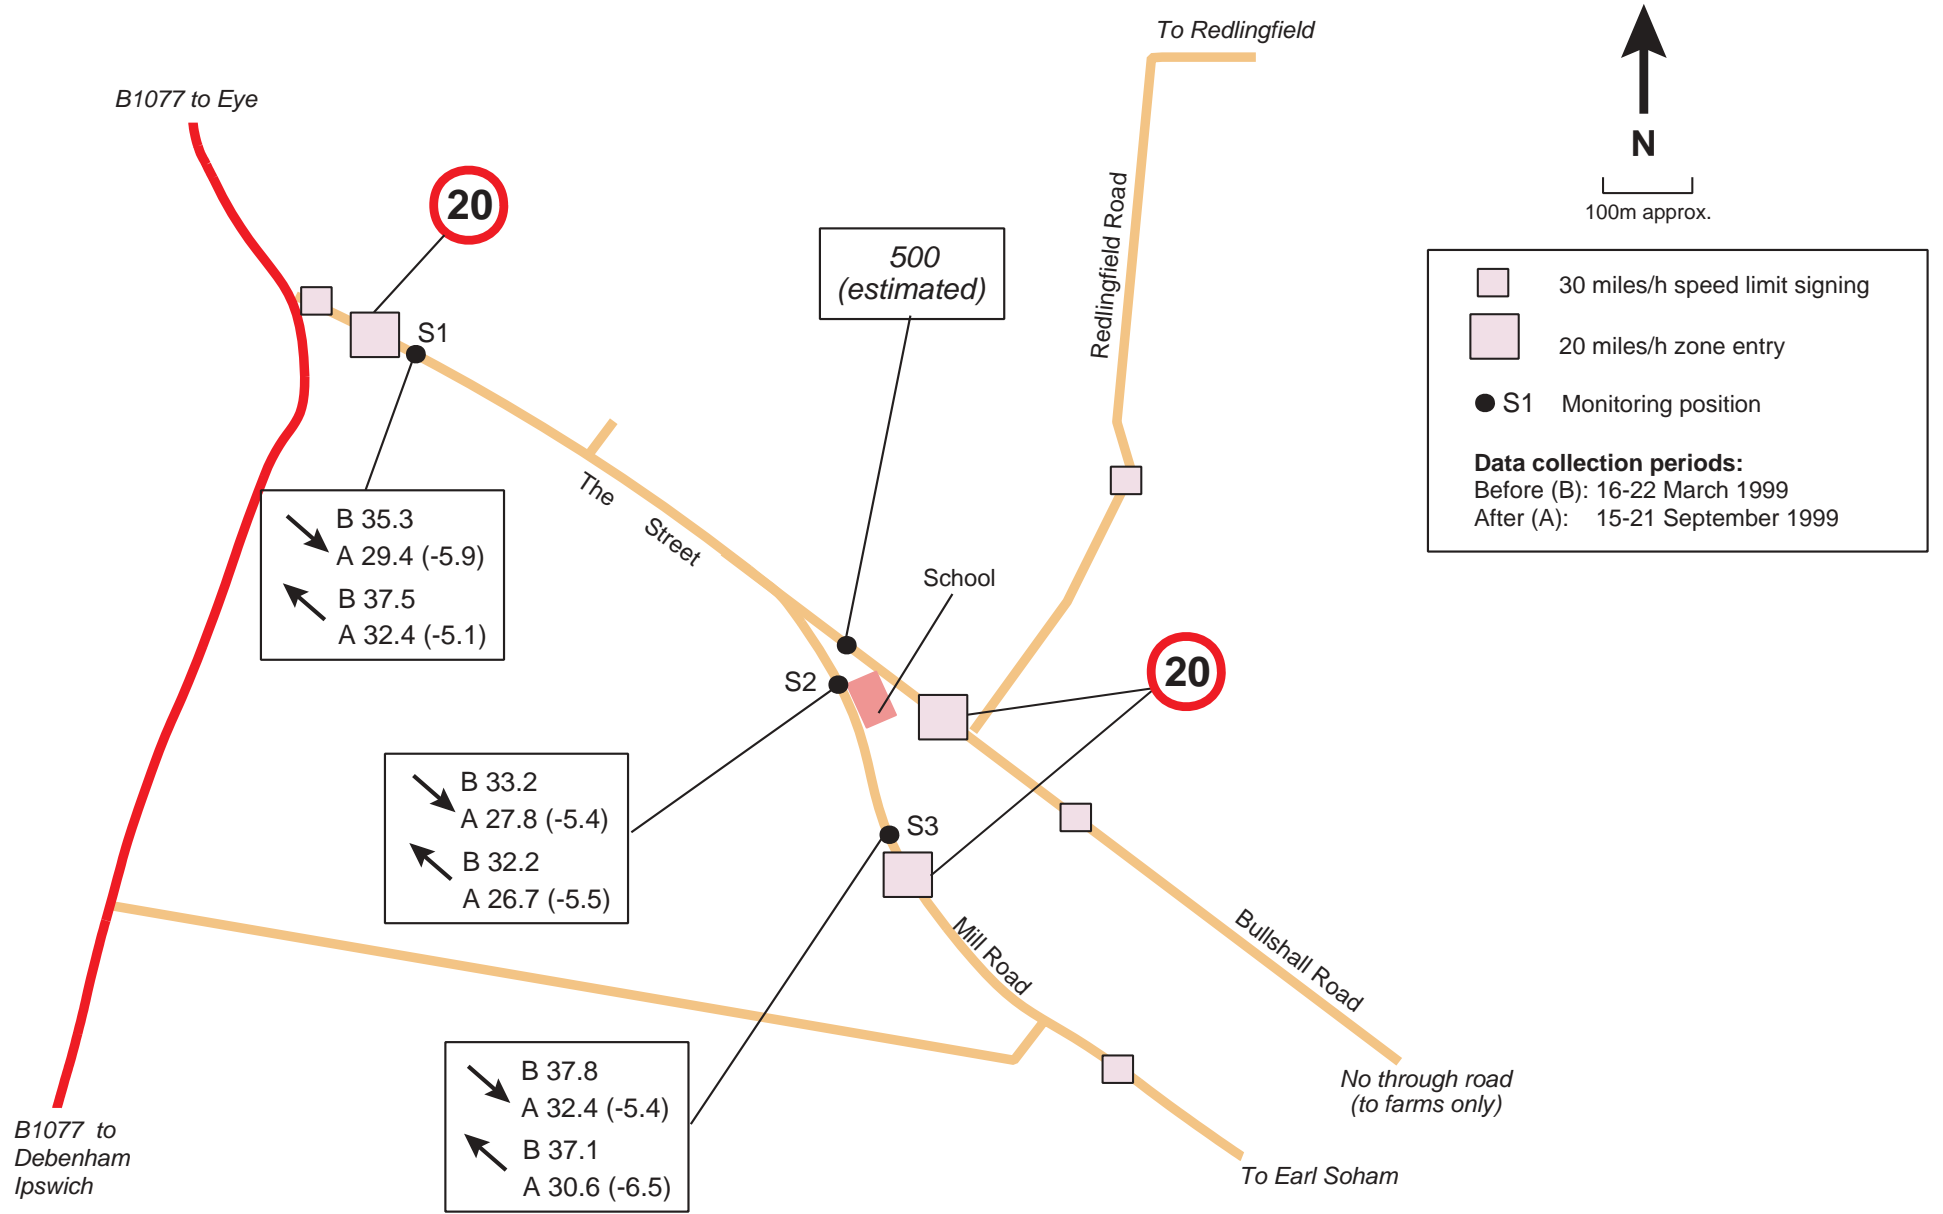 To Redlingfield
B1077 to Eye
N
100m approx.
20
500
(estimated)
Redlingfield Road
30 miles/h speed limit signing
20 miles/h zone entry
S1 Monitoring position
Data collection periods:
Before (B): 16-22 March 1999
After (A): 15-21 September 1999
S1
The Street
B 35.3
A 29.4 (-5.9)
B 37.5
A 32.4 (-5.1)
School
20
S2
B 33.2
A 27.8 (-5.4)
B 32.2
A 26.7 (-5.5)
S3
Mill Road
Bullshall Road
B 37.8
A 32.4 (-5.4)
B 37.1
A 30.6 (-6.5)
No through road
(to farms only)
B1077 to
Debenham
Ipswich
To Earl Soham